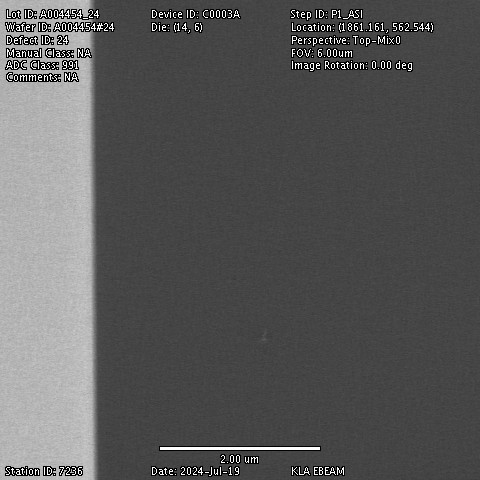 Lot ID: A004454_24
Wafer ID: A004454#24
Defect ID: 24
Manual Class: NA
ADC Class: 991
Comments: NA
Device ID: C0003A
Die: (14, 6)
Step ID: P1_ASI
Location: (1861.161, 562.544)
Perspective: Top-Mix0
FOV: 6.00um
Image Rotation: 0.00 deg
2.00 um
Station ID: 7236
Date: 2024-Jul-19
KLA EBEAM